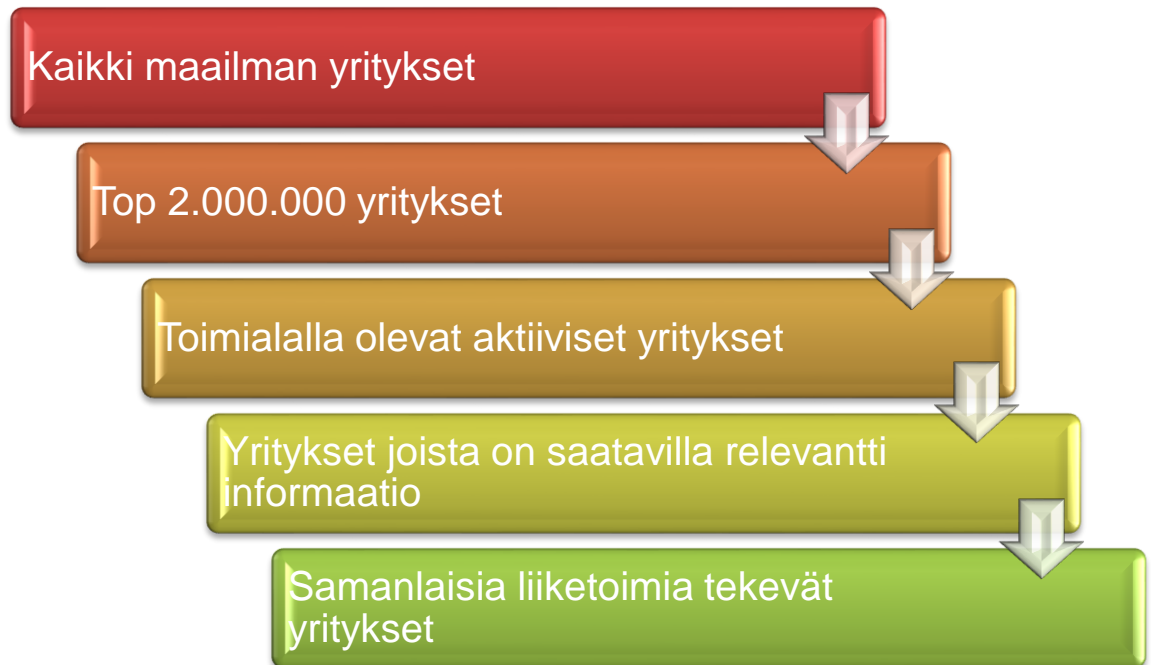 Kaikki maailman yritykset
Top 2.000.000 yritykset
Toimialalla olevat aktiiviset yritykset
Yritykset joista on saatavilla relevantti
informaatio
Samanlaisia liiketoimia tekevät
yritykset